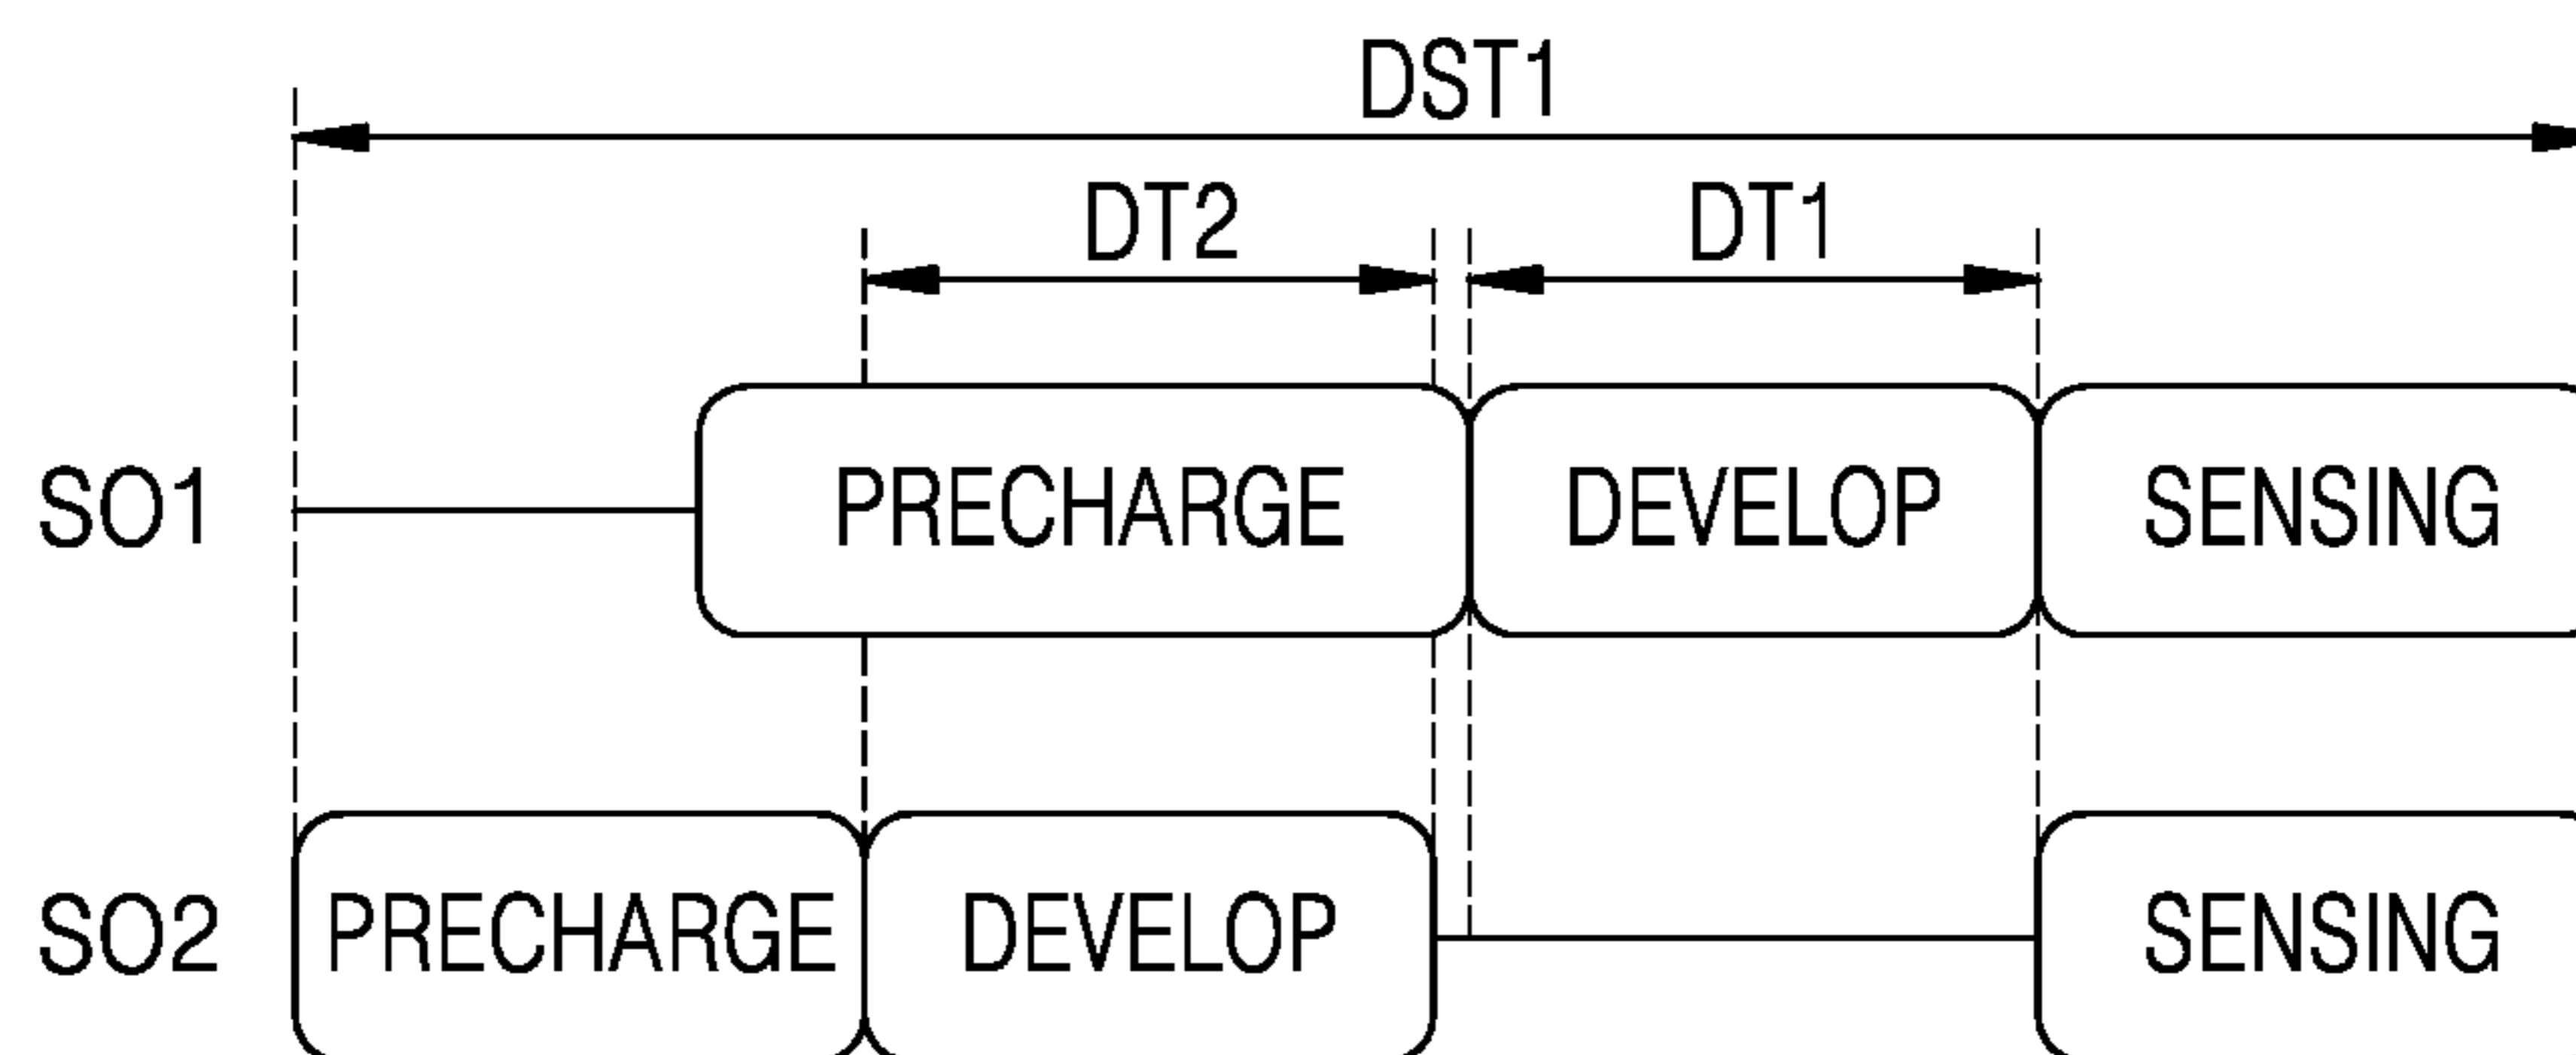 DST1
DT2 DT1
SO1 PRECHARGE DEVELOP SENSING
SO2 PRECHARGE DEVELOP SENSING